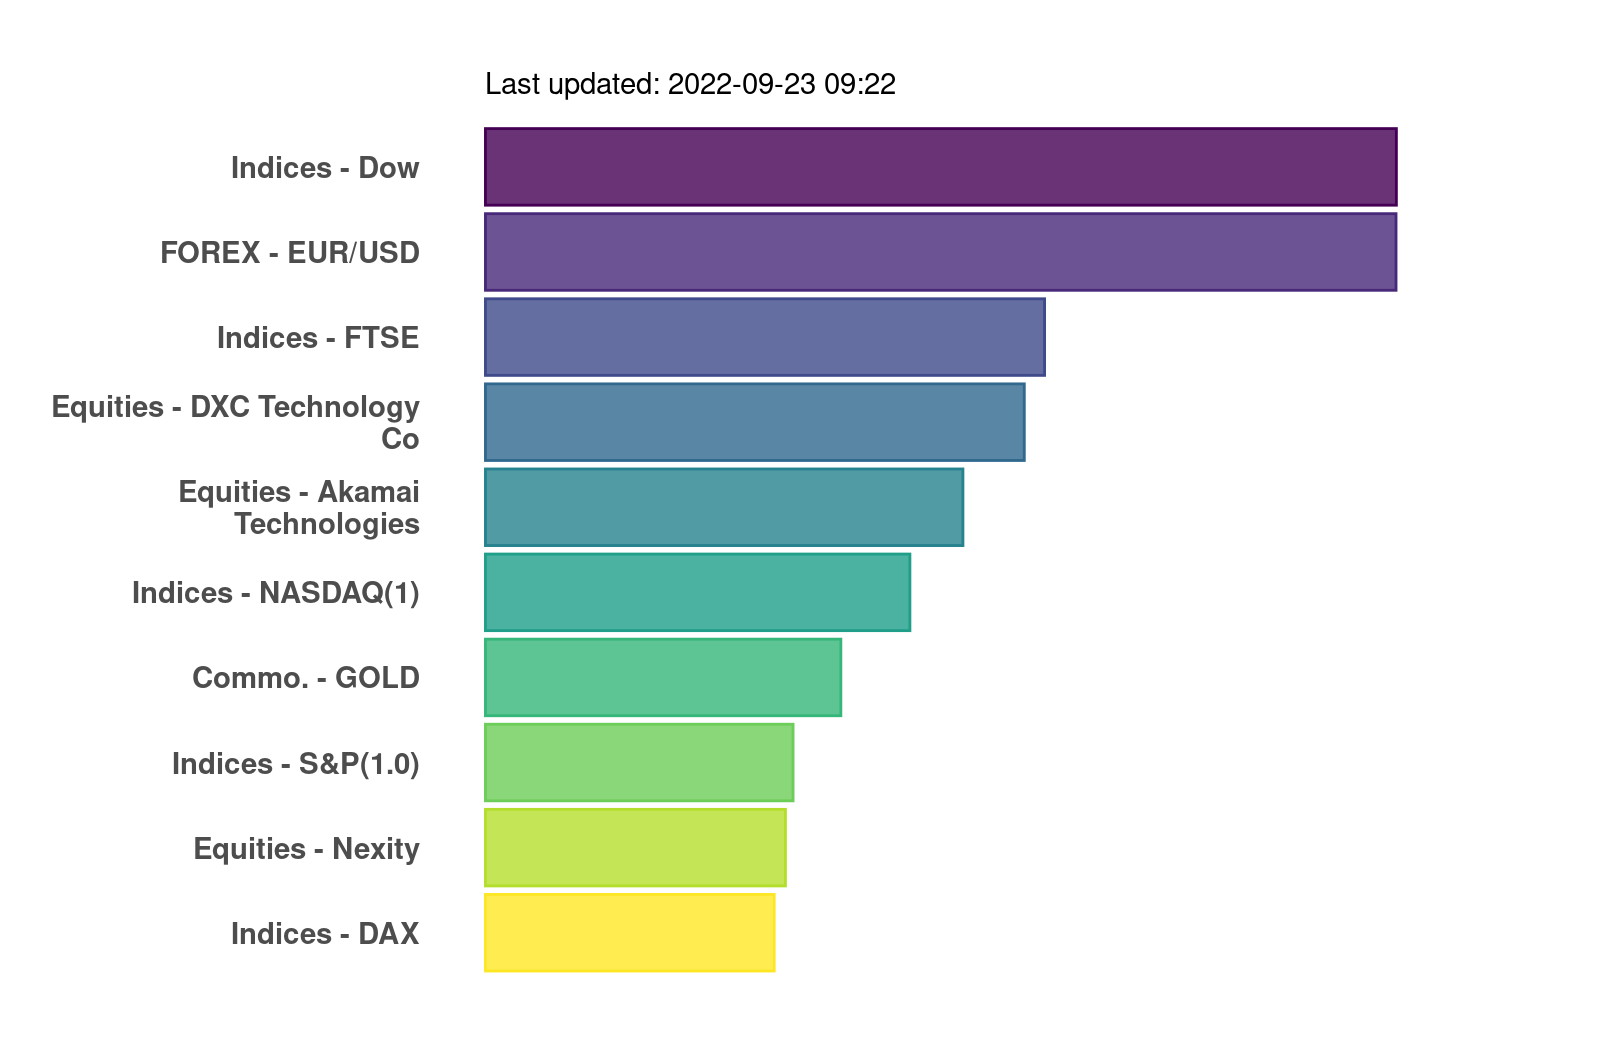 Last updated: 2022-09-23 09:22
Indices - Dow
FOREX - EUR/USD
Indices - FTSE
Equities - DXC Technology
Co
Equities - Akamai
Technologies
Indices - NASDAQ(1)
Commo. - GOLD
Indices - S&P(1.0)
Equities - Nexity
Indices - DAX